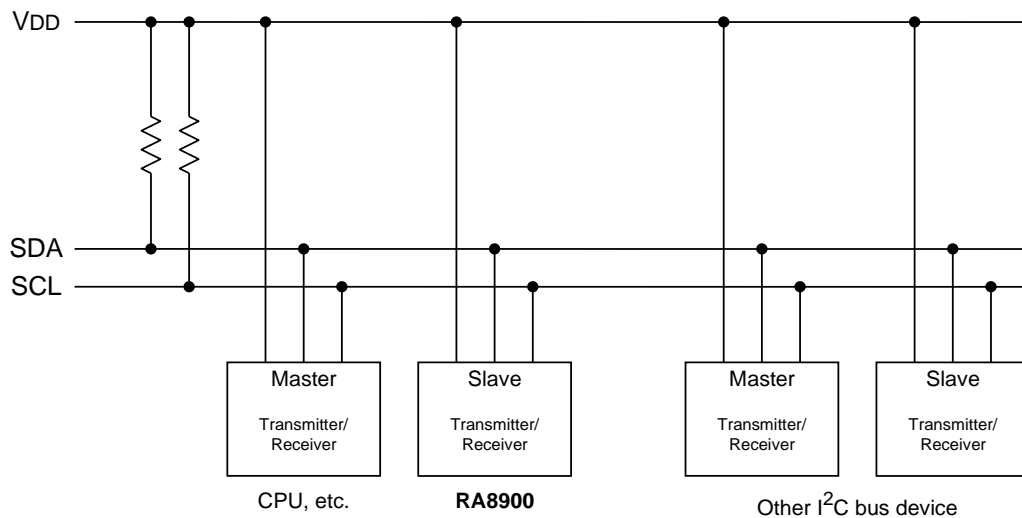 VDD
SDA
SCL
Master
Transmitter/
Receiver
Slave
Transmitter/
Receiver
Master
Transmitter/
Receiver
Slave
Transmitter/
Receiver
CPU, etc.
RA8900
Other I²C bus device